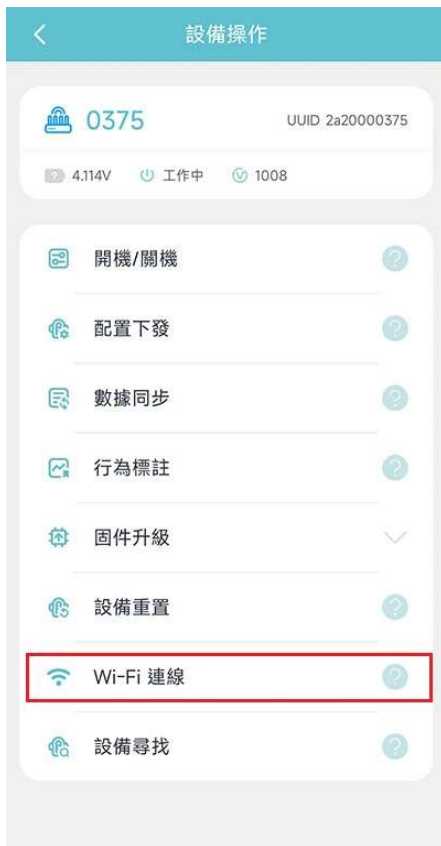 設備操作
0375 UUID 2a20000375
4.114V 工作中 1008
開機/關機
配置下發
數據同步
行為標註
固件升級
設備重置
Wi-Fi 連線
設備尋找